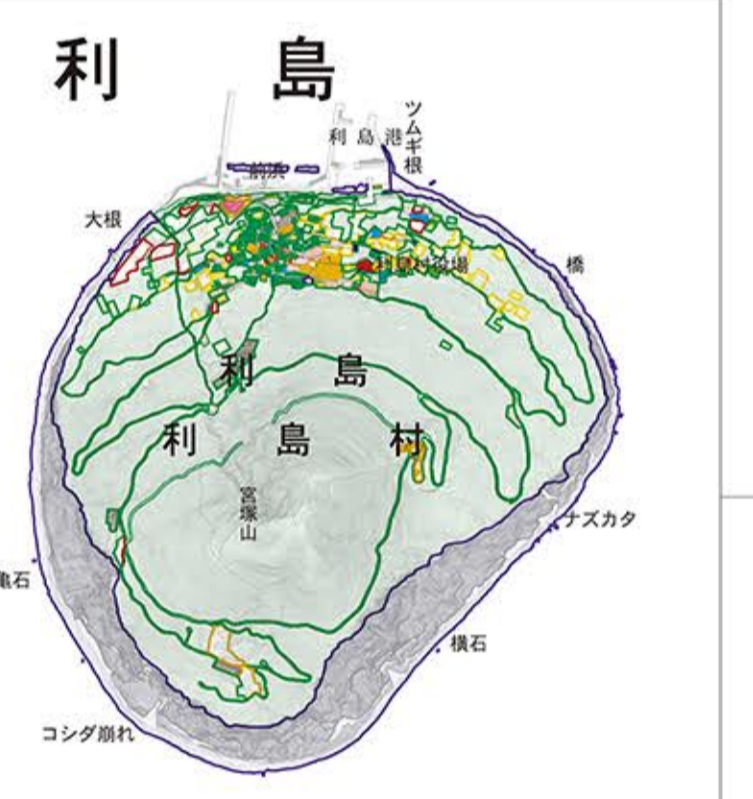 利 島
ツムギ根
利島港
前浜
大根
利島村役場
橋
利 島
利 島 村
宮塚山
ナズカタ
亀石
横石
コシダ崩れ